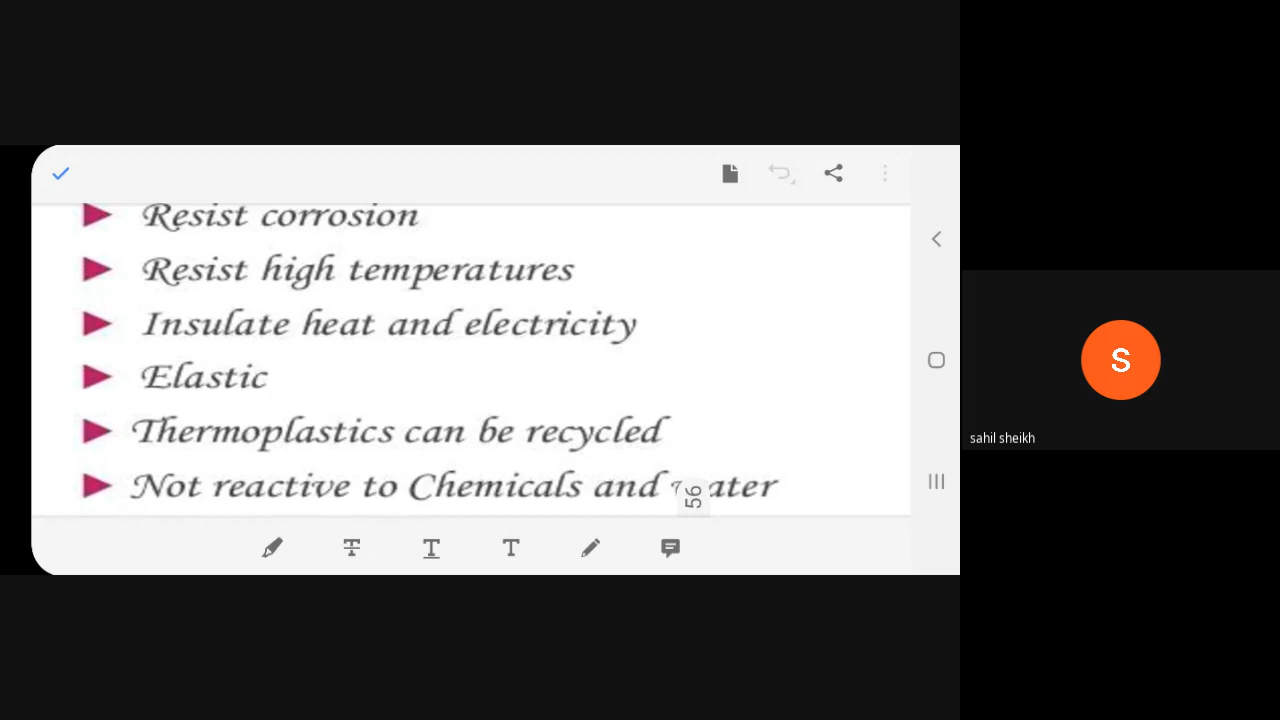 Resist corrosion
Resist high temperatures
Insulate heat and electricity
Elastic
Thermoplastics can be recycled
Not reactive to Chemicals and water
56
S
sahil sheikh